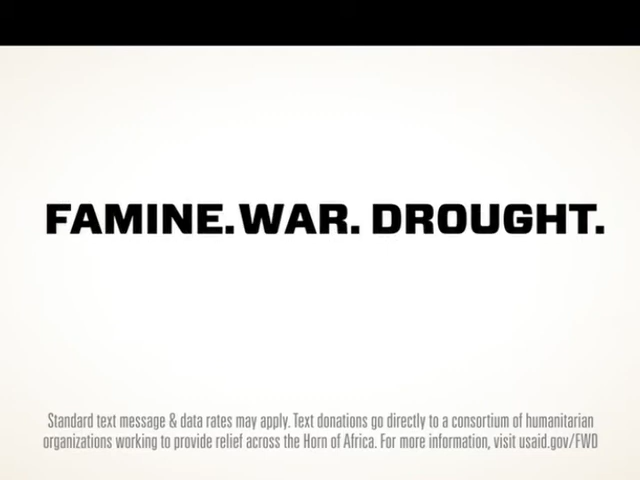 FAMINE. WAR. DROUGHT.
Standard text message & data rates may apply. Text donations go directly to a consortium of humanitarian
organizations working to provide relief across the Horn of Africa. For more information, visit usaid.gov/FWD